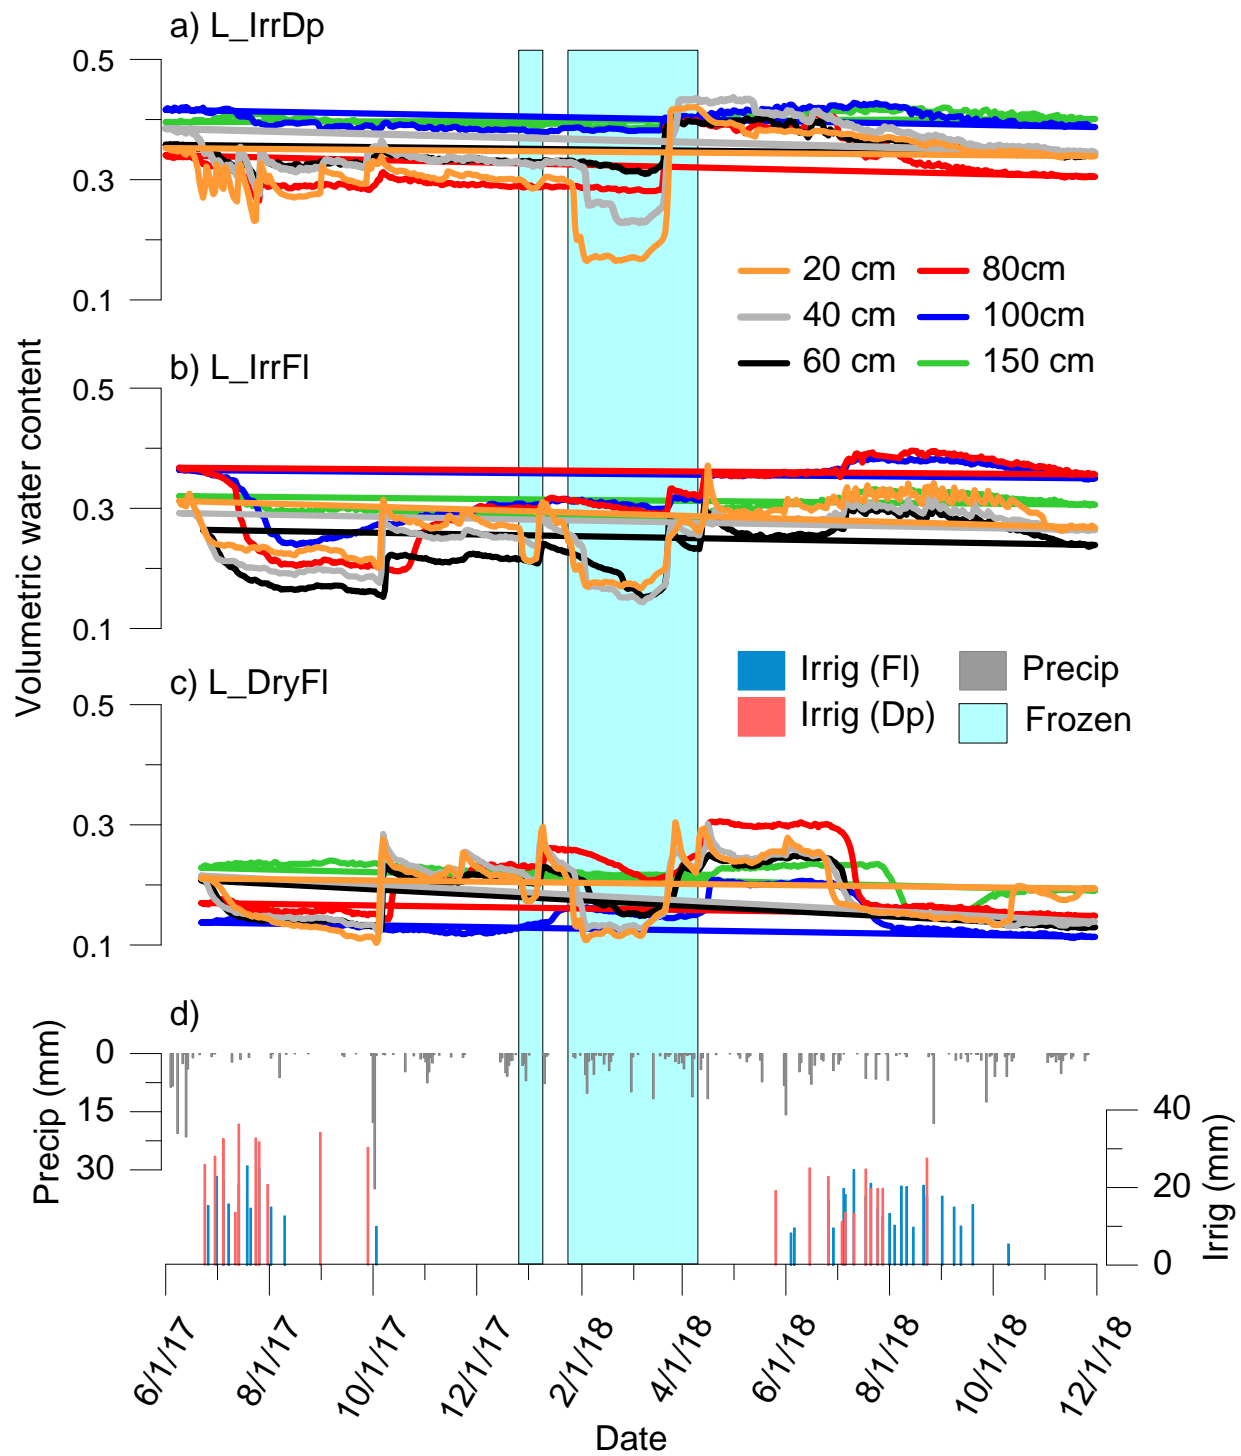 a) L_IrrDp
0.5
0.3
0.1
20 cm
80cm
40 cm
100cm
60 cm
150 cm
Volumetric water content
b) L_IrrFl
0.5
0.3
0.1
Irrig (Fl)
Precip
Irrig (Dp)
Frozen
c) L_DryFl
0.5
0.3
0.1
d)
Precip (mm)
0
15
30
40
20
0
Irrig (mm)
6/1/17
8/1/17
10/1/17
12/1/17
2/1/18
4/1/18
6/1/18
8/1/18
10/1/18
12/1/18
Date